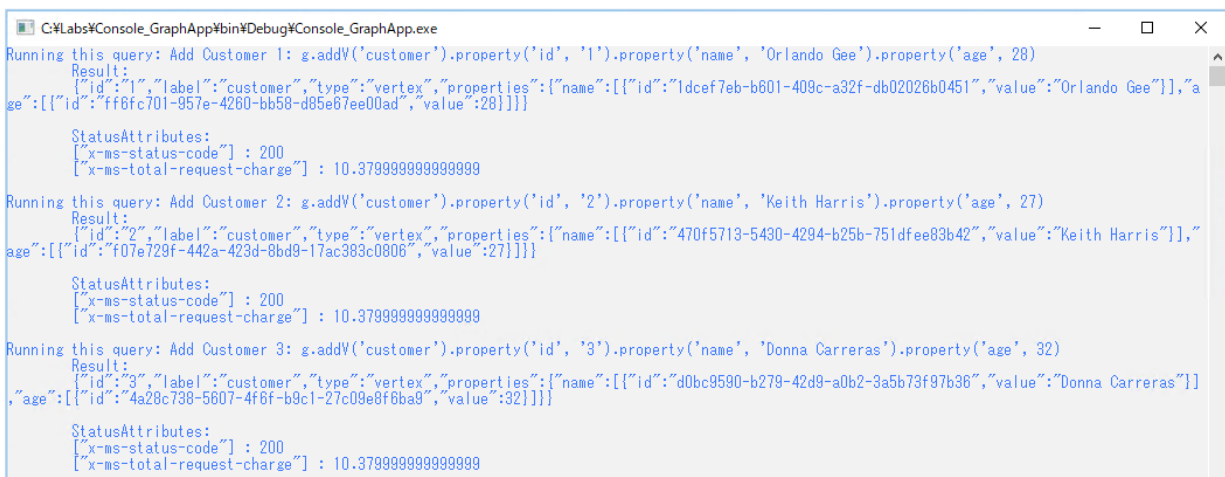 C:¥Labs¥Console_GraphApp¥bin¥Debug¥Console_GraphApp.exe
Running this query: Add Customer 1: g.addV('customer').property('id', '1').property('name', 'Orlando Gee').property('age', 28)
Result:
{"id":"1","label":"customer","type":"vertex","properties":{"name":[{"id":"1dcef7eb-b601-409c-a32f-db02026b0451","value":"Orlando Gee"}],"a
ge":[{"id":"ff6fc701-957e-4260-bb58-d85e67ee00ad","value":28}]}}
StatusAttributes:
["x-ms-status-code"] : 200
["x-ms-total-request-charge"] : 10.379999999999999
Running this query: Add Customer 2: g.addV('customer').property('id', '2').property('name', 'Keith Harris').property('age', 27)
Result:
{"id":"2","label":"customer","type":"vertex","properties":{"name":[{"id":"470f5713-5430-4294-b25b-751dfee83b42","value":"Keith Harris"}],"
age":[{"id":"f07e729f-442a-423d-8bd9-17ac383c0806","value":27}]}}
StatusAttributes:
["x-ms-status-code"] : 200
["x-ms-total-request-charge"] : 10.379999999999999
Running this query: Add Customer 3: g.addV('customer').property('id', '3').property('name', 'Donna Carreras').property('age', 32)
Result:
{"id":"3","label":"customer","type":"vertex","properties":{"name":[{"id":"d0bc9590-b279-42d9-a0b2-3a5b73f97b36","value":"Donna Carreras"}]
,"age":[{"id":"4a28c738-5607-4f6f-b9c1-27c09e8f6ba9","value":32}]}}
StatusAttributes:
["x-ms-status-code"] : 200
["x-ms-total-request-charge"] : 10.379999999999999